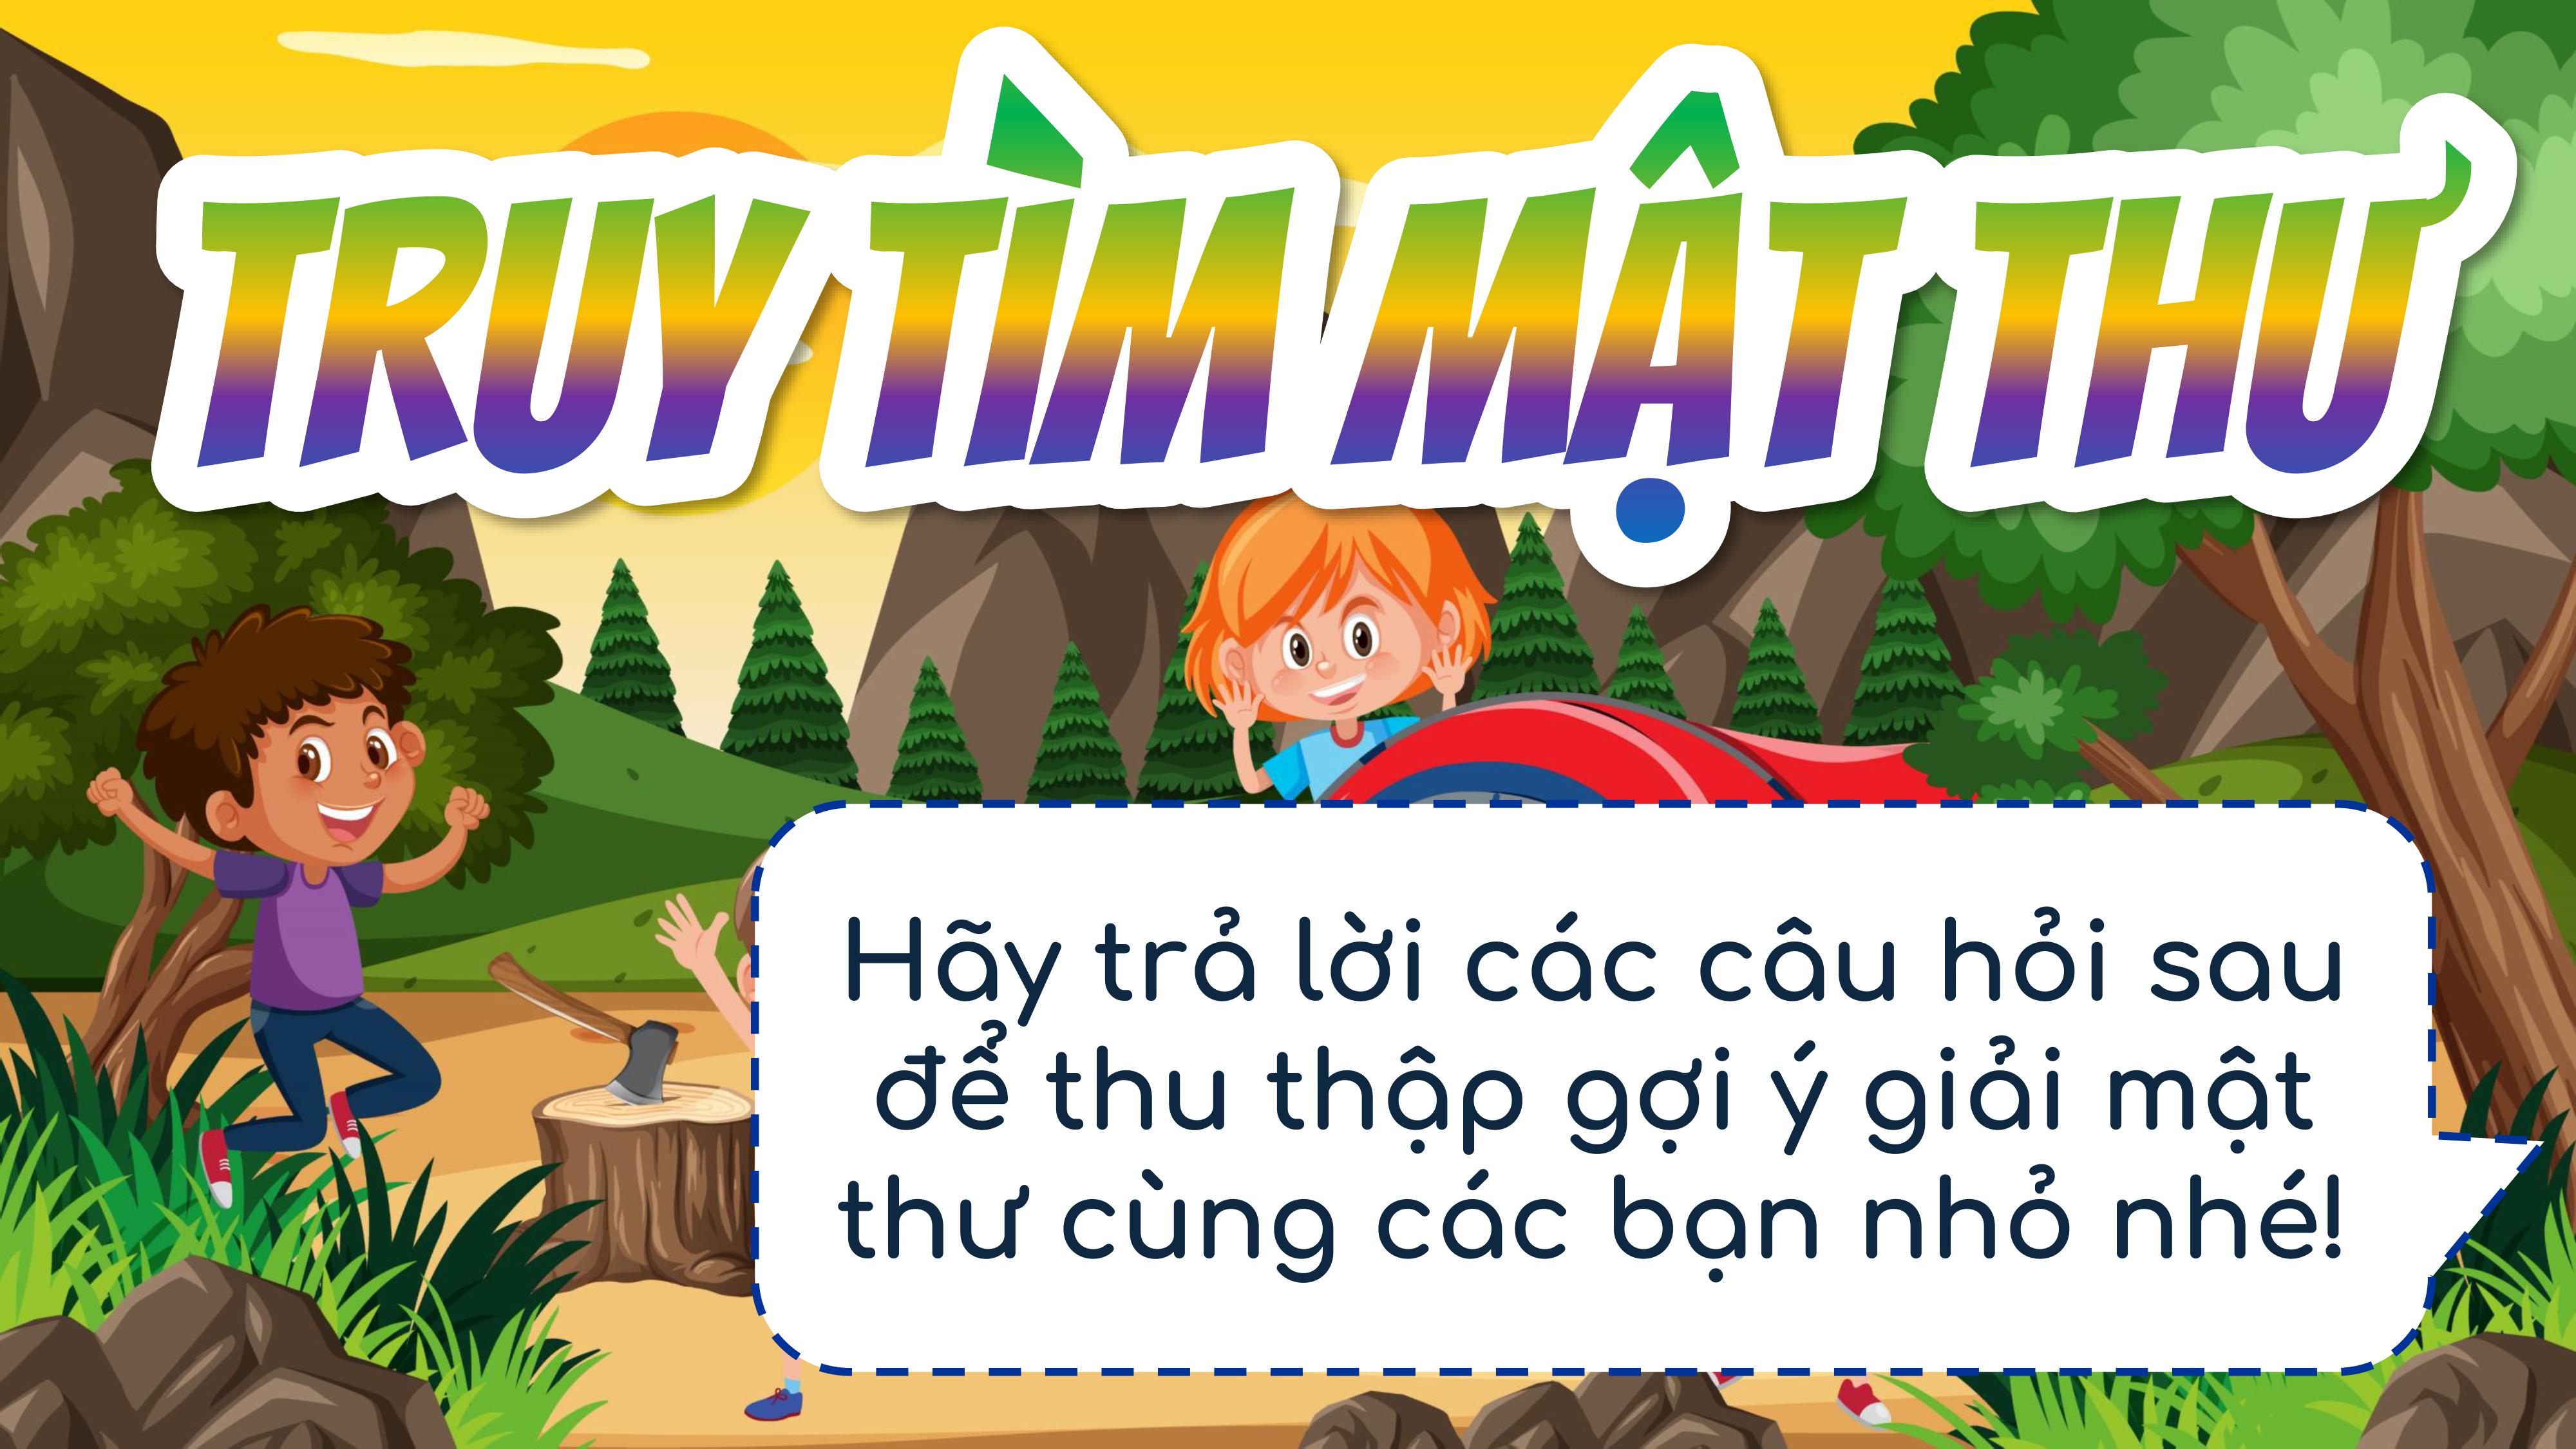 TRUY TÌM MẬT THƯ
Hãy trả lời các câu hỏi sau
để thu thập gợi ý giải mật
thư cùng các bạn nhỏ nhé!